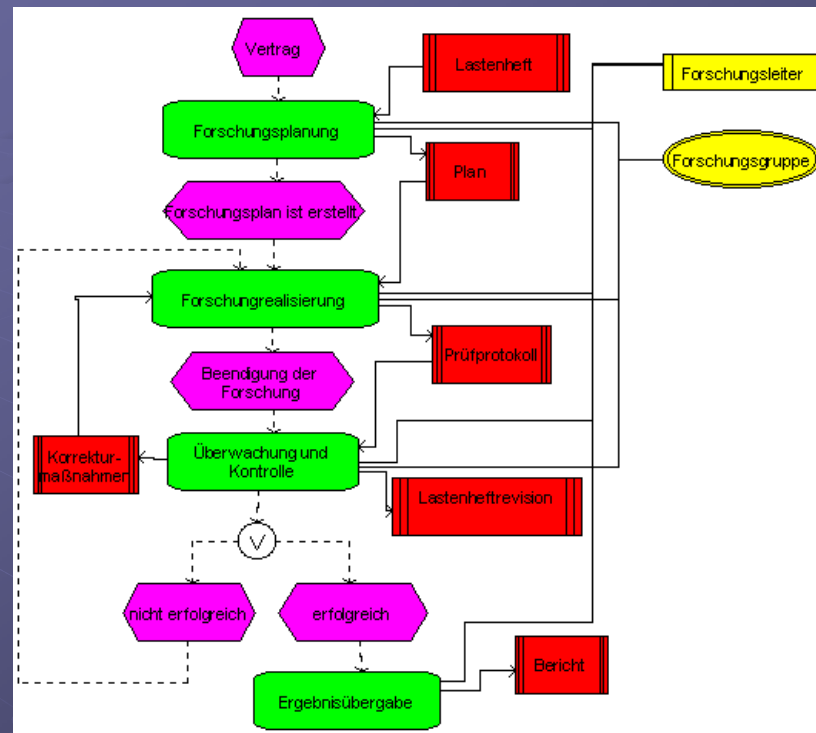 Vertrag
Lastenheft
Forschungsleiter
Forschungsplanung
Forschungsgruppe
Plan
Forschungsplan ist erstellt
Forschungrealisierung
Prüfprotokoll
Beendigung der
Forschung
Korrektur-
maßnahmen
Überwachung und
Kontrolle
Lastenheftrevision
V
nicht erfolgreich
erfolgreich
Bericht
Ergebnisübergabe